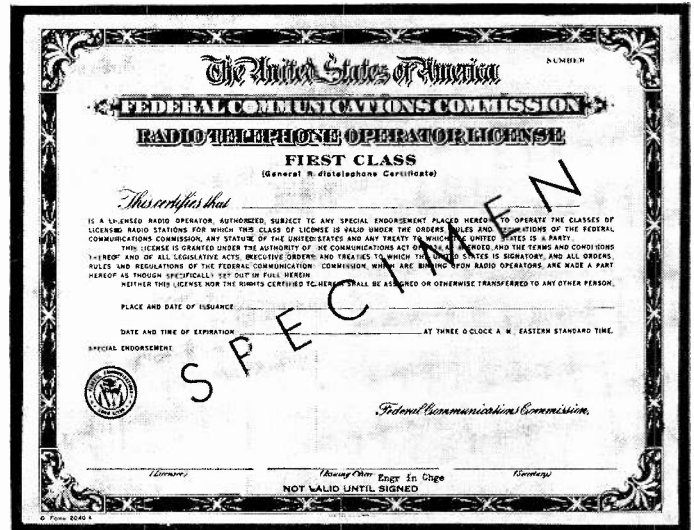 NUMBER
The United States of America
FEDERAL COMMUNICATIONS COMMISSION
RADIO TELEPHONE OPERATOR LICENSE
FIRST CLASS
(General Radiotelephone Certificate)
This certifies that
IS A LICENSED RADIO OPERATOR, AUTHORIZED, SUBJECT TO ANY SPECIAL ENDORSEMENT PLACED HEREON, TO OPERATE THE CLASSES OF
LICENSED RADIO STATIONS FOR WHICH THIS CLASS OF LICENSE IS VALID UNDER THE ORDERS, RULES AND REGULATIONS OF THE FEDERAL
COMMUNICATIONS COMMISSION, ANY STATUTE OF THE UNITED STATES AND ANY TREATY TO WHICH THE UNITED STATES IS A PARTY.
THIS LICENSE IS GRANTED UNDER THE AUTHORITY OF THE COMMUNICATIONS ACT OF 1934 AS AMENDED, AND THE TERMS AND CONDITIONS
THEREOF AND OF ALL LEGISLATIVE ACTS, EXECUTIVE ORDERS AND TREATIES TO WHICH THE UNITED STATES IS SIGNATORY, AND ALL ORDERS,
RULES AND REGULATIONS OF THE FEDERAL COMMUNICATION COMMISSION, WHICH ARE BINDING UPON RADIO OPERATORS, ARE MADE A PART
HEREOF AS THOUGH SPECIFICALLY SET OUT IN FULL HEREIN.
NEITHER THIS LICENSE NOR THE RIGHTS CERTIFIED TO HEREIN SHALL BE ASSIGNED OR OTHERWISE TRANSFERRED TO ANY OTHER PERSON.
PLACE AND DATE OF ISSUANCE
DATE AND TIME OF EXPIRATION AT THREE O'CLOCK A. M., EASTERN STANDARD TIME.
SPECIAL ENDORSEMENT
SPECIMEN
Federal Communications Commission,
(Licensee) (Issuing Officer) Engr in Chge (Secretary)
NOT VALID UNTIL SIGNED